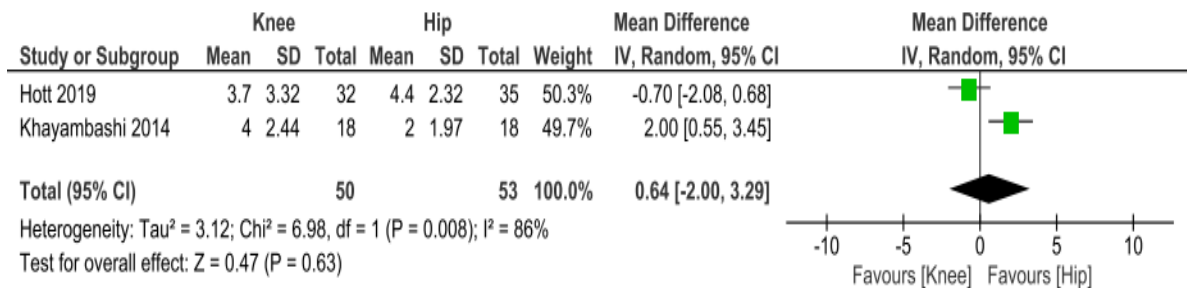 Knee Hip Mean Difference Mean Difference
Study or Subgroup Mean SD Total Mean SD Total Weight IV, Random, 95% CI IV, Random, 95% CI
Hott 2019 3.7 3.32 32 4.4 2.32 35 50.3% -0.70 [-2.08, 0.68]
Khayambashi 2014 4 2.44 18 2 1.97 18 49.7% 2.00 [0.55, 3.45]
Total (95% CI) 50 53 100.0% 0.64 [-2.00, 3.29]
Heterogeneity: Tau² = 3.12; Chi² = 6.98, df = 1 (P = 0.008); I² = 86%
Test for overall effect: Z = 0.47 (P = 0.63)
-10 -5 0 5 10
Favours [Knee] Favours [Hip]